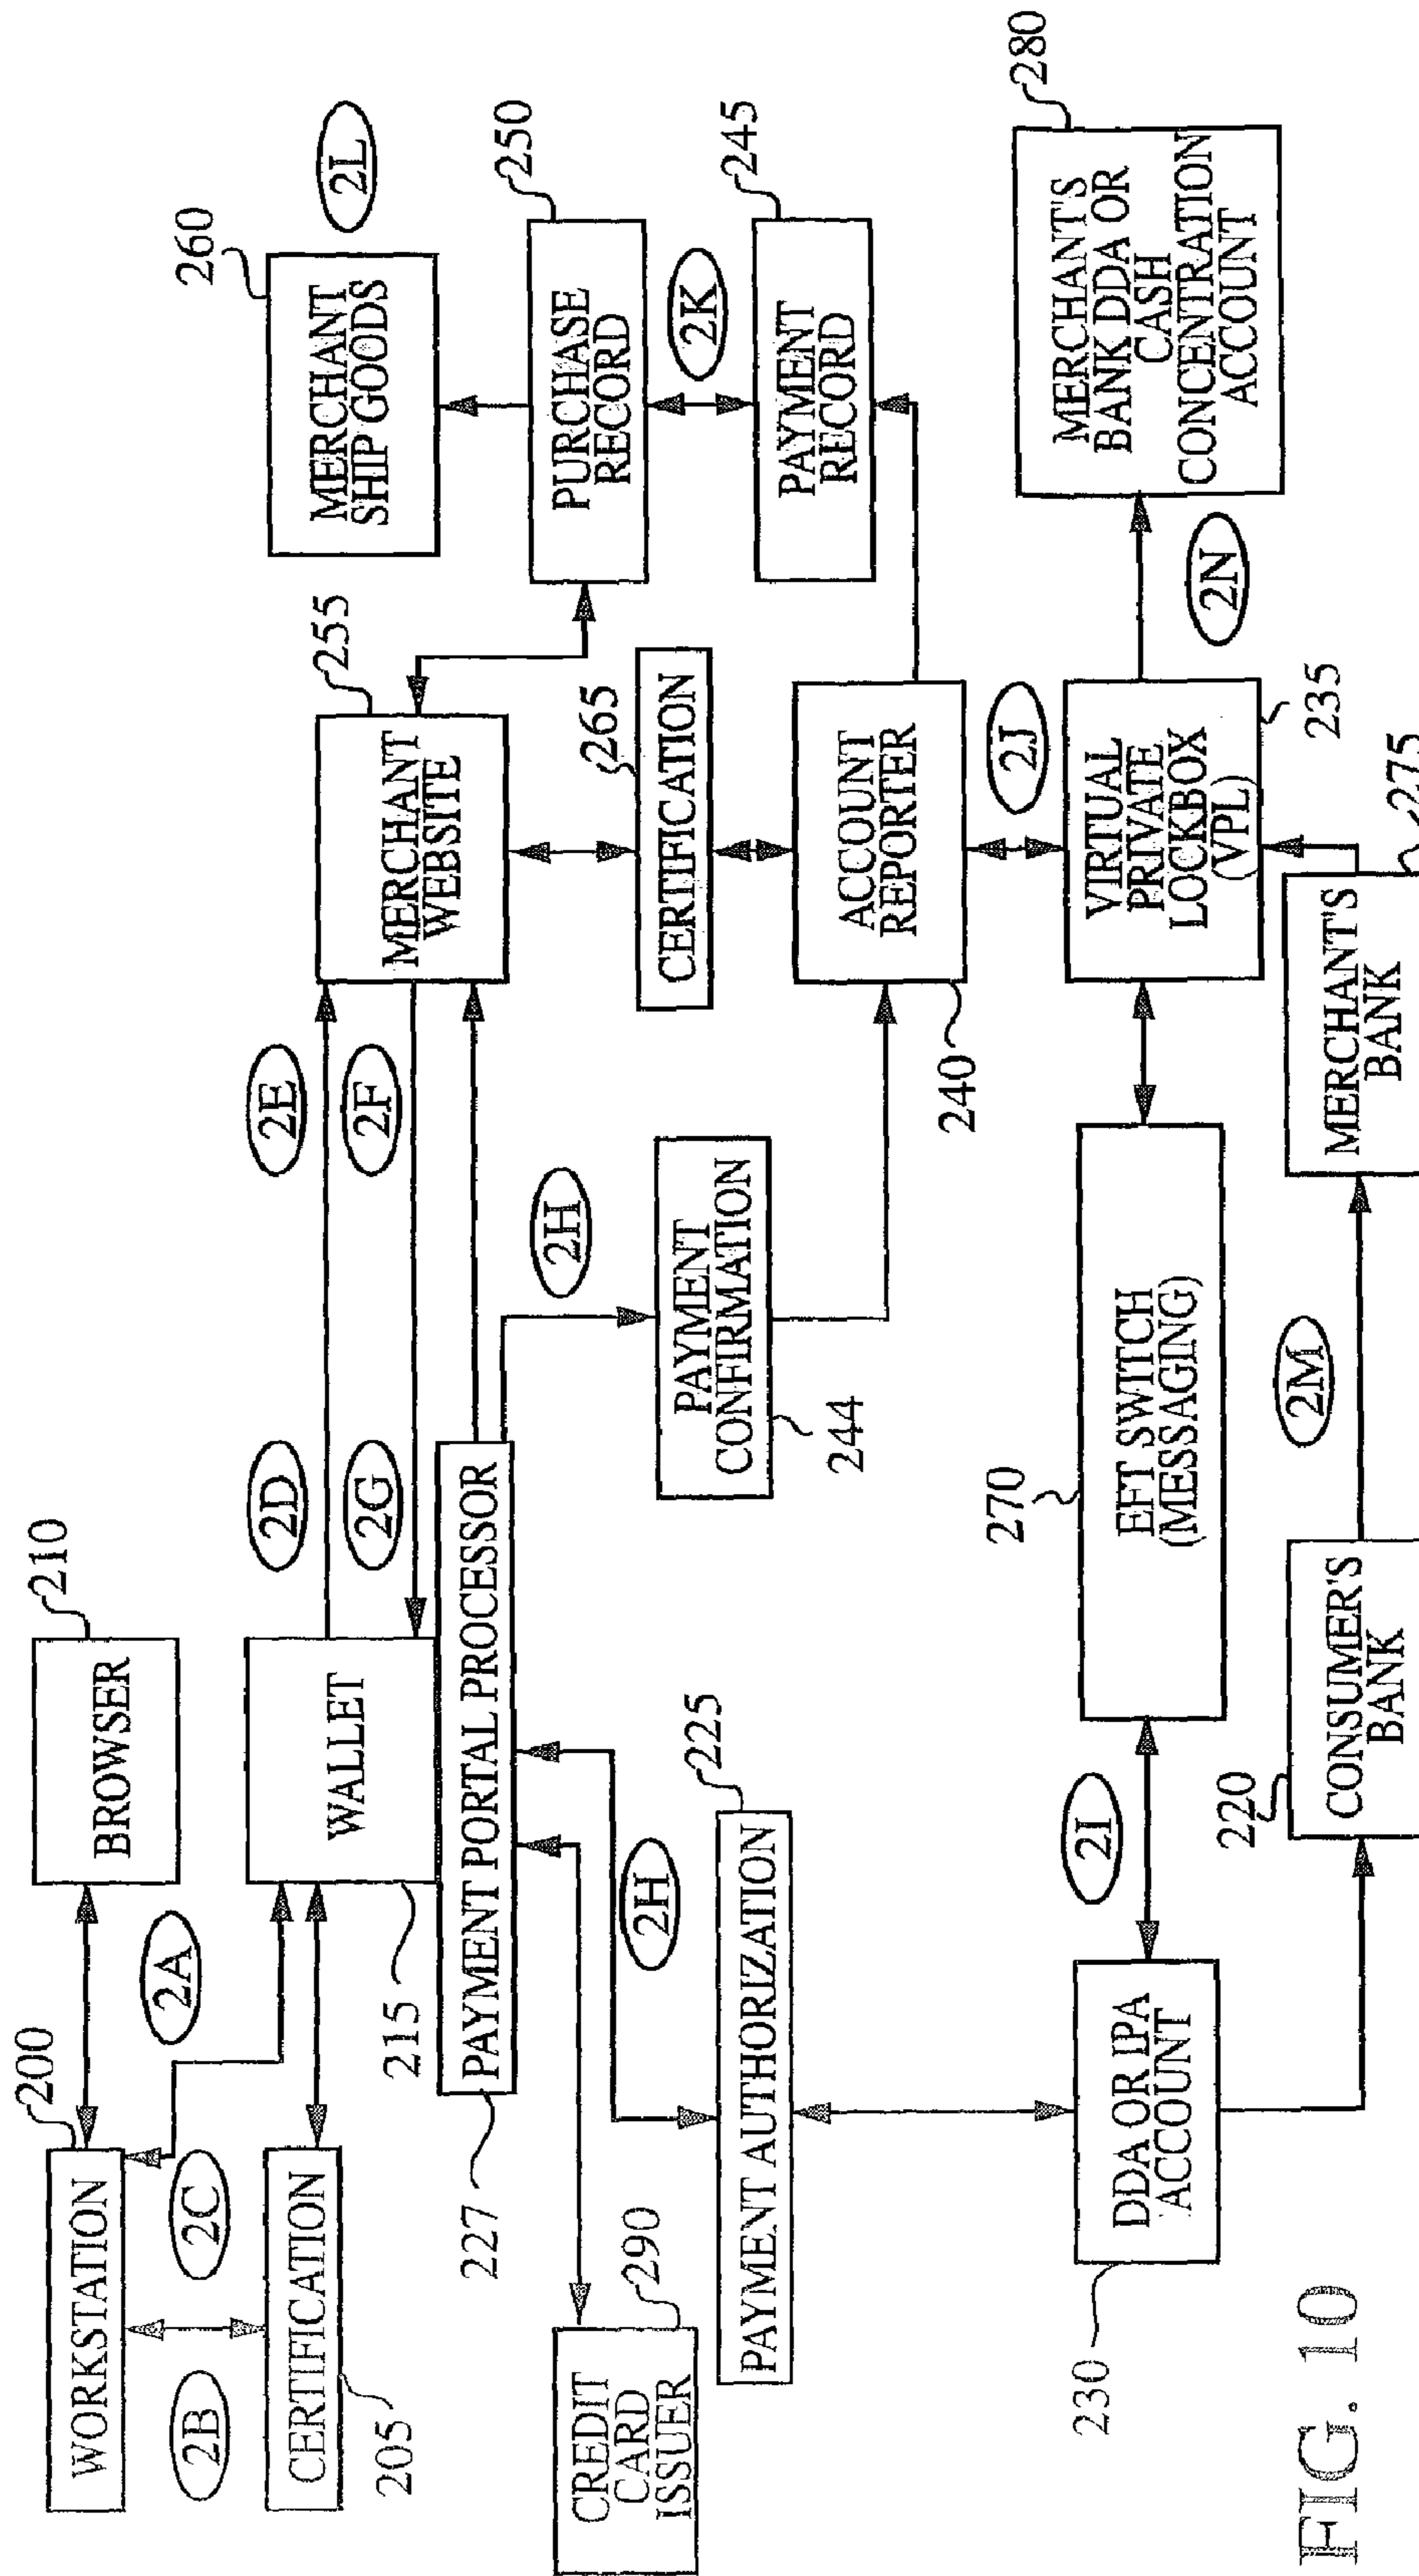 200
WORKSTATION
2A
210
BROWSER
2B
2C
CERTIFICATION
205
215
WALLET
2D
2E
2G
2F
255
MERCHANT
WEBSITE
260
MERCHANT
SHIP GOODS
2L
227
PAYMENT PORTAL PROCESSOR
2H
265
CERTIFICATION
PURCHASE
RECORD
250
2K
290
CREDIT
CARD
ISSUER
2H
225
PAYMENT AUTHORIZATION
PAYMENT
CONFIRMATION
244
ACCOUNT
REPORTER
240
PAYMENT
RECORD
245
2J
230
DDA OR IPA
ACCOUNT
2I
270
EFT SWITCH
(MESSAGING)
VIRTUAL
PRIVATE
LOCKBOX
(VPL)
235
2N
MERCHANT'S
BANK DDA OR
CASH
CONCENTRATION
ACCOUNT
280
220
CONSUMER'S
BANK
2M
MERCHANT'S
BANK
275
FIG. 10